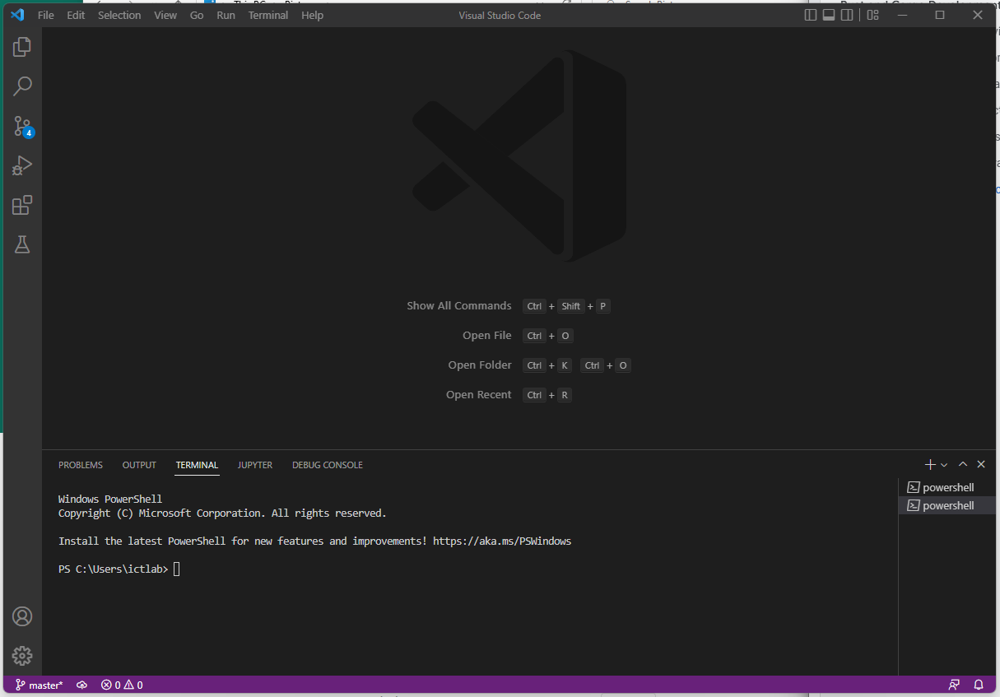 File Edit Selection View Go Run Terminal Help Visual Studio Code
4
Show All Commands Ctrl + Shift + P
Open File Ctrl + O
Open Folder Ctrl + K Ctrl + O
Open Recent Ctrl + R
PROBLEMS OUTPUT TERMINAL JUPYTER DEBUG CONSOLE
powershell
powershell
Windows PowerShell
Copyright (C) Microsoft Corporation. All rights reserved.
Install the latest PowerShell for new features and improvements! https://aka.ms/PSWindows
PS C:\Users\ictlab>
master* 0 0